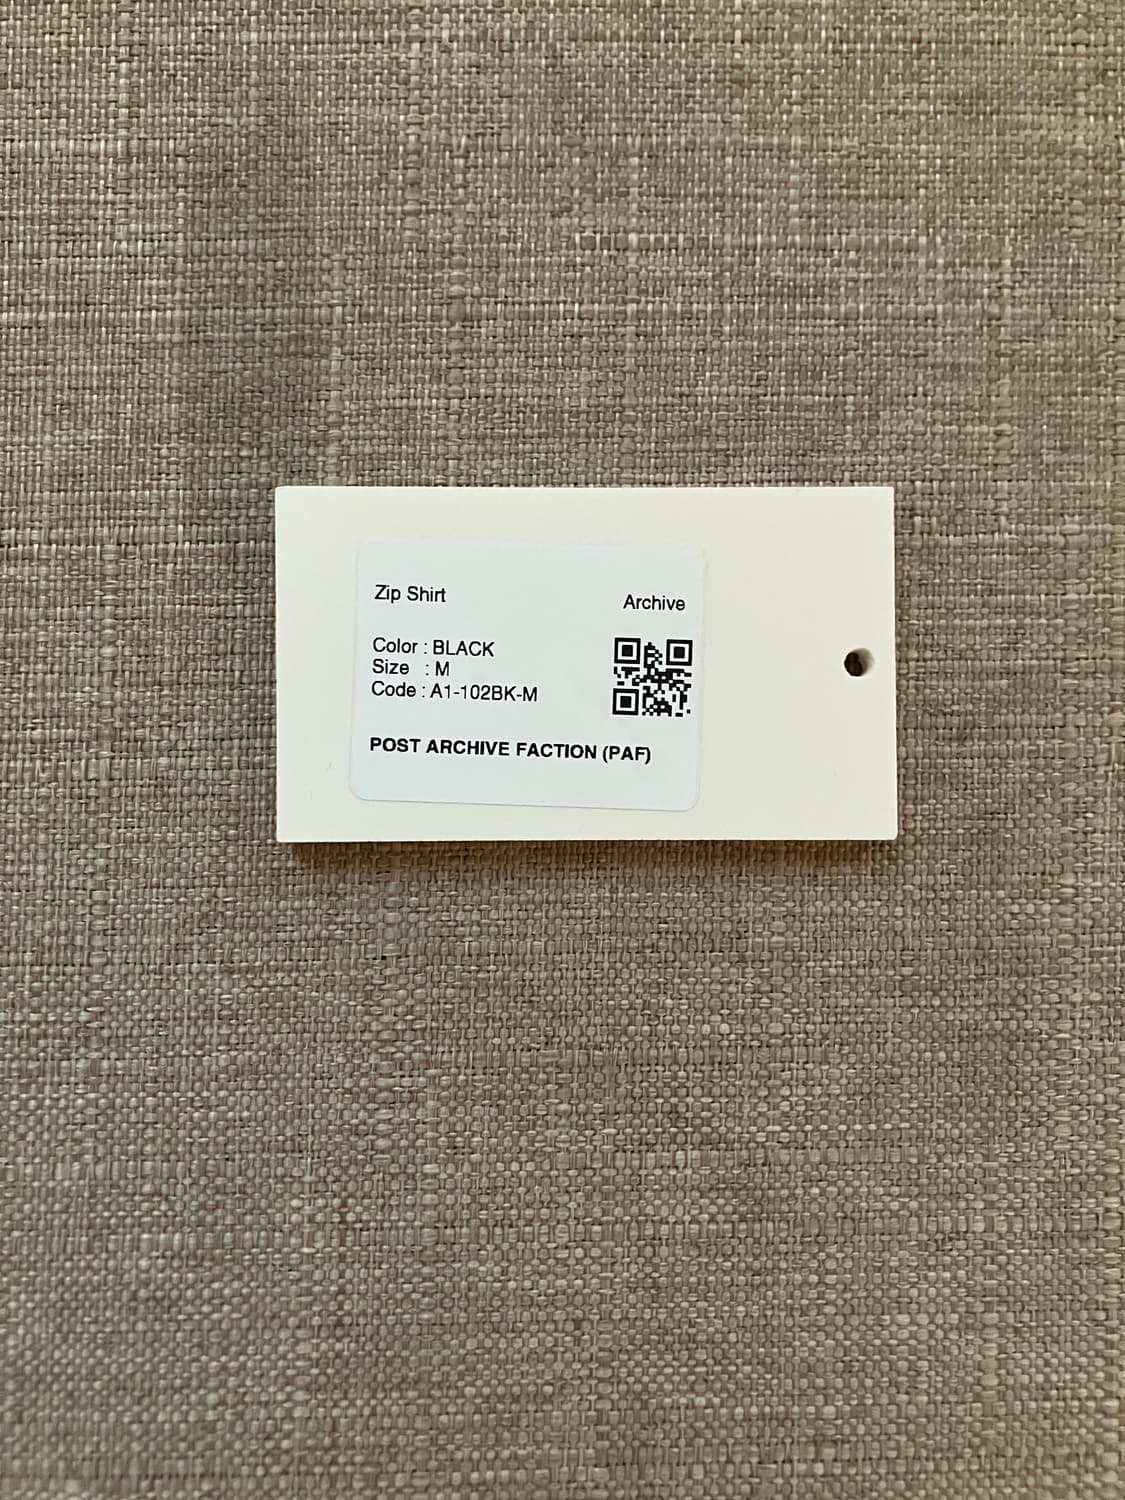 Zip Shirt
Archive
Color : BLACK
Size : M
Code : A1-102BK-M
POST ARCHIVE FACTION (PAF)